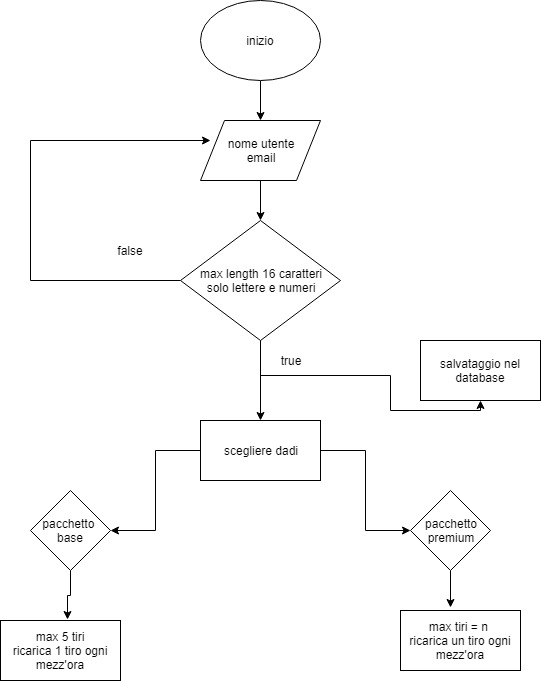 inizio
nome utente
email
false
max length 16 caratteri
solo lettere e numeri
true
salvataggio nel
database
scegliere dadi
pacchetto
base
pacchetto
premium
max 5 tiri
ricarica 1 tiro ogni
mezz'ora
max tiri = n
ricarica un tiro ogni
mezz'ora